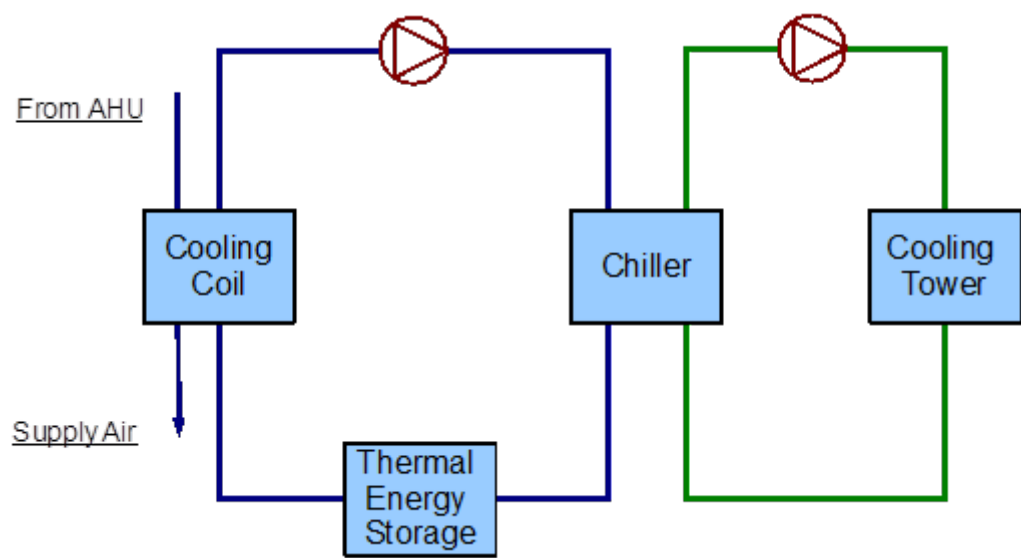 From AHU
Cooling
Coil
Chiller
Cooling
Tower
Supply Air
Thermal
Energy
Storage